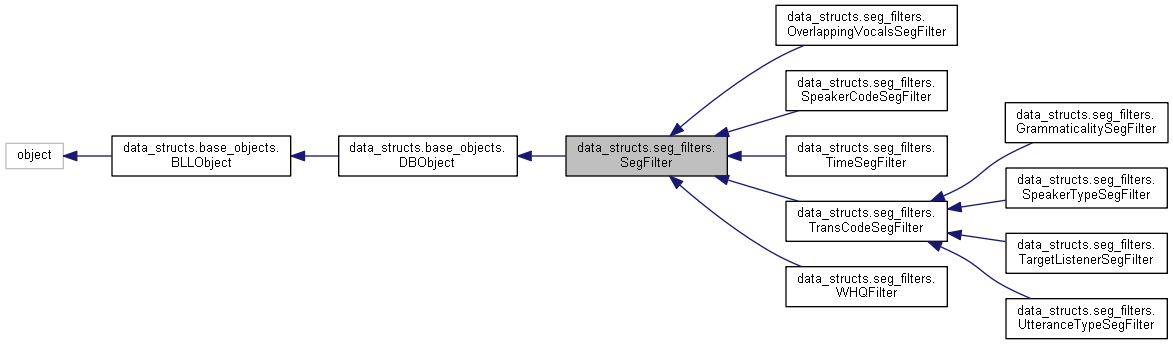 object
data_structs.base_objects.
BLLObject
data_structs.base_objects.
DBObject
data_structs.seg_filters.
SegFilter
data_structs.seg_filters.
OverlappingVocalsSegFilter
data_structs.seg_filters.
SpeakerCodeSegFilter
data_structs.seg_filters.
TimeSegFilter
data_structs.seg_filters.
TransCodeSegFilter
data_structs.seg_filters.
WHQFilter
data_structs.seg_filters.
GrammaticalitySegFilter
data_structs.seg_filters.
SpeakerTypeSegFilter
data_structs.seg_filters.
TargetListenerSegFilter
data_structs.seg_filters.
UtteranceTypeSegFilter